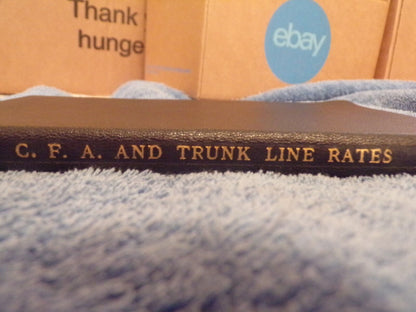 Thank
hunge
ebay
C. F. A. AND TRUNK LINE RATES